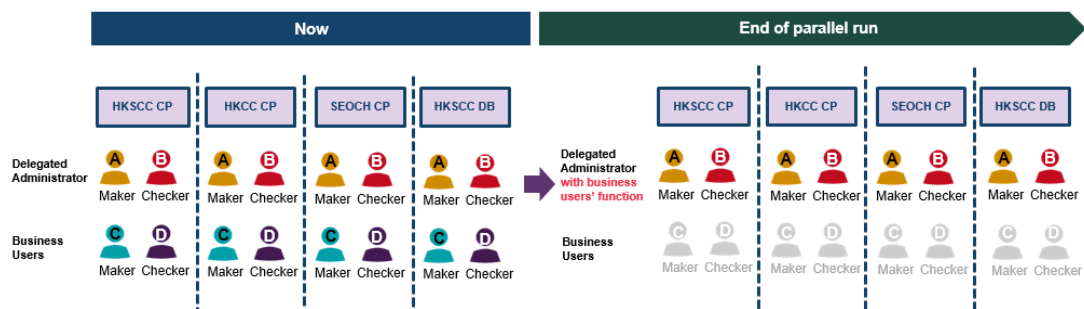 Now
End of parallel run
HKSCC CP
HKCC CP
SEOCH CP
HKSCC DB
HKSCC CP
HKCC CP
SEOCH CP
HKSCC DB
Delegated
Administrator
A B A B A B A B
Maker Checker Maker Checker Maker Checker Maker Checker
Delegated
Administrator
with business
users' function
A B A B A B A B
Maker Checker Maker Checker Maker Checker Maker Checker
Business
Users
C D C D C D C D
Maker Checker Maker Checker Maker Checker Maker Checker
Business
Users
C D C D C D C D
Maker Checker Maker Checker Maker Checker Maker Checker